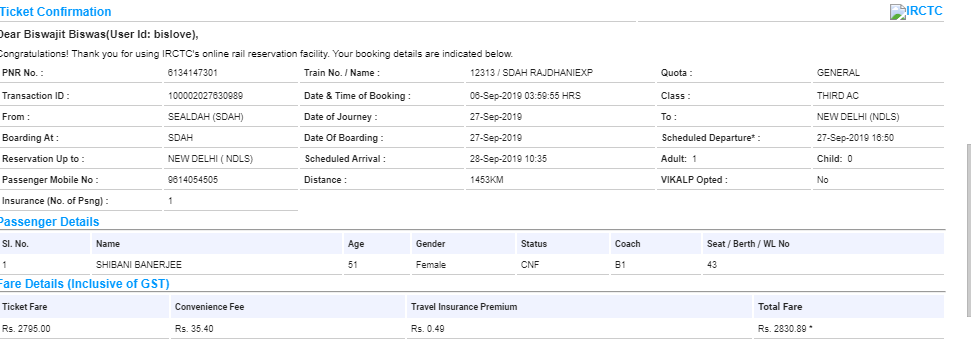 Ticket Confirmation IRCTC
Dear Biswajit Biswas(User Id: bislove),
Congratulations! Thank you for using IRCTC's online rail reservation facility. Your booking details are indicated below.
PNR No. : 6134147301 Train No. / Name : 12313 / SDAH RAJDHANIEXP Quota : GENERAL
Transaction ID : 100002027630989 Date & Time of Booking : 06-Sep-2019 03:59:55 HRS Class : THIRD AC
From : SEALDAH (SDAH) Date of Journey : 27-Sep-2019 To : NEW DELHI (NDLS)
Boarding At : SDAH Date Of Boarding : 27-Sep-2019 Scheduled Departure* : 27-Sep-2019 16:50
Reservation Up to : NEW DELHI ( NDLS) Scheduled Arrival : 28-Sep-2019 10:35 Adult: 1 Child: 0
Passenger Mobile No : 9614054505 Distance : 1453KM VIKALP Opted : No
Insurance (No. of Psng) : 1
Passenger Details
Sl. No. Name Age Gender Status Coach Seat / Berth / WL No
1 SHIBANI BANERJEE 51 Female CNF B1 43
Fare Details (Inclusive of GST)
Ticket Fare Convenience Fee Travel Insurance Premium Total Fare
Rs. 2795.00 Rs. 35.40 Rs. 0.49 Rs. 2830.89 *